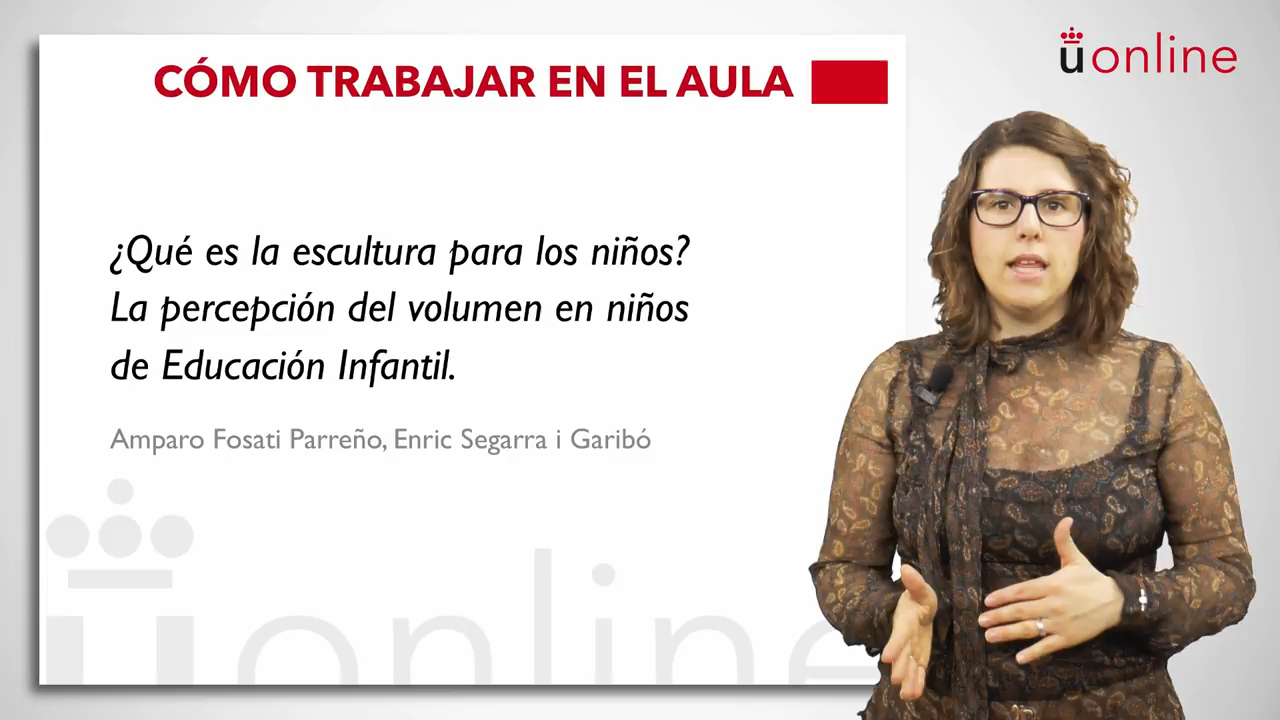 CÓMO TRABAJAR EN EL AULA
uonline
¿Qué es la escultura para los niños?
La percepción del volumen en niños
de Educación Infantil.
Amparo Fosati Parreño, Enric Segarra i Garibó
uonline